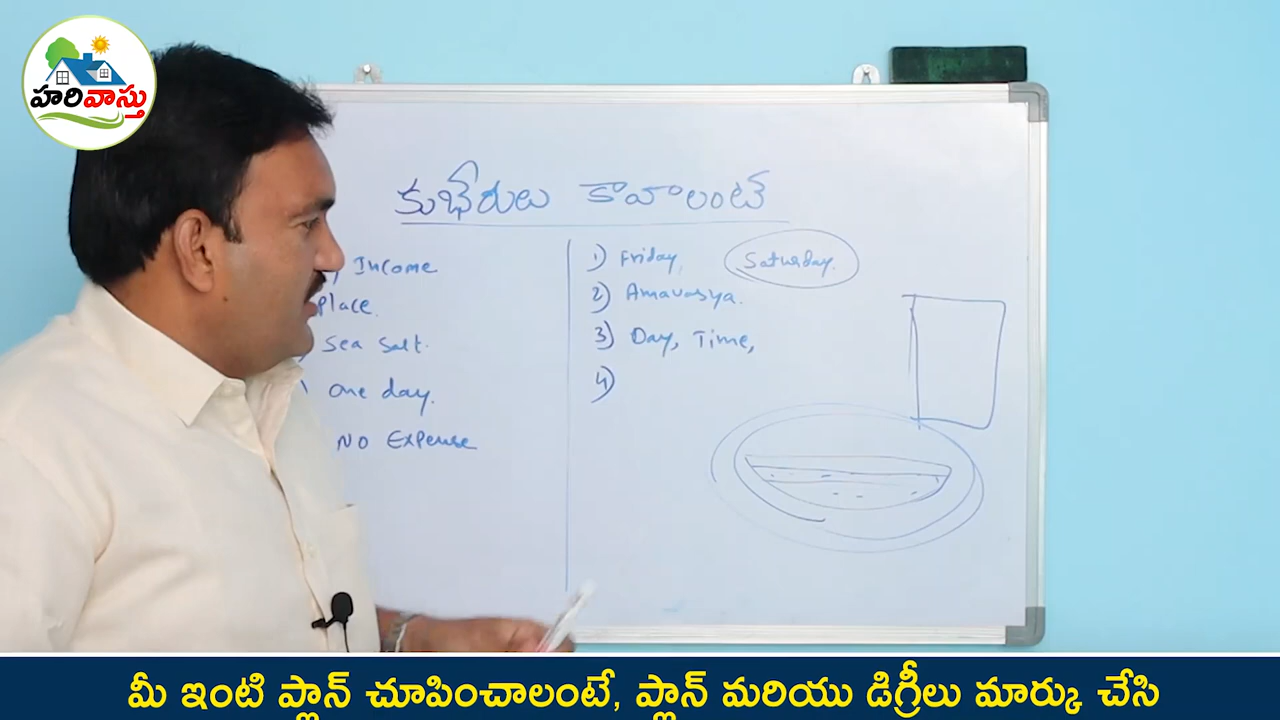 హరివాస్తు
కుభేరులు కావాలంటే
Income
place.
Sea Salt.
one day.
No Expense
1) Friday, Saturday.
2) Amavasya.
3) Day, Time,
4)
మీ ఇంటి ప్లాన్ చూపించాలంటే, ప్లాన్ మరియు డిగ్రీలు మార్కు చేసి